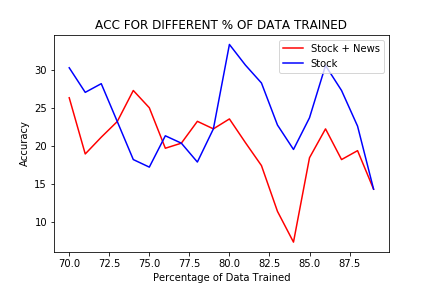 ACC FOR DIFFERENT % OF DATA TRAINED
Stock + News
Stock
Accuracy
30
25
20
15
10
70.0 72.5 75.0 77.5 80.0 82.5 85.0 87.5
Percentage of Data Trained